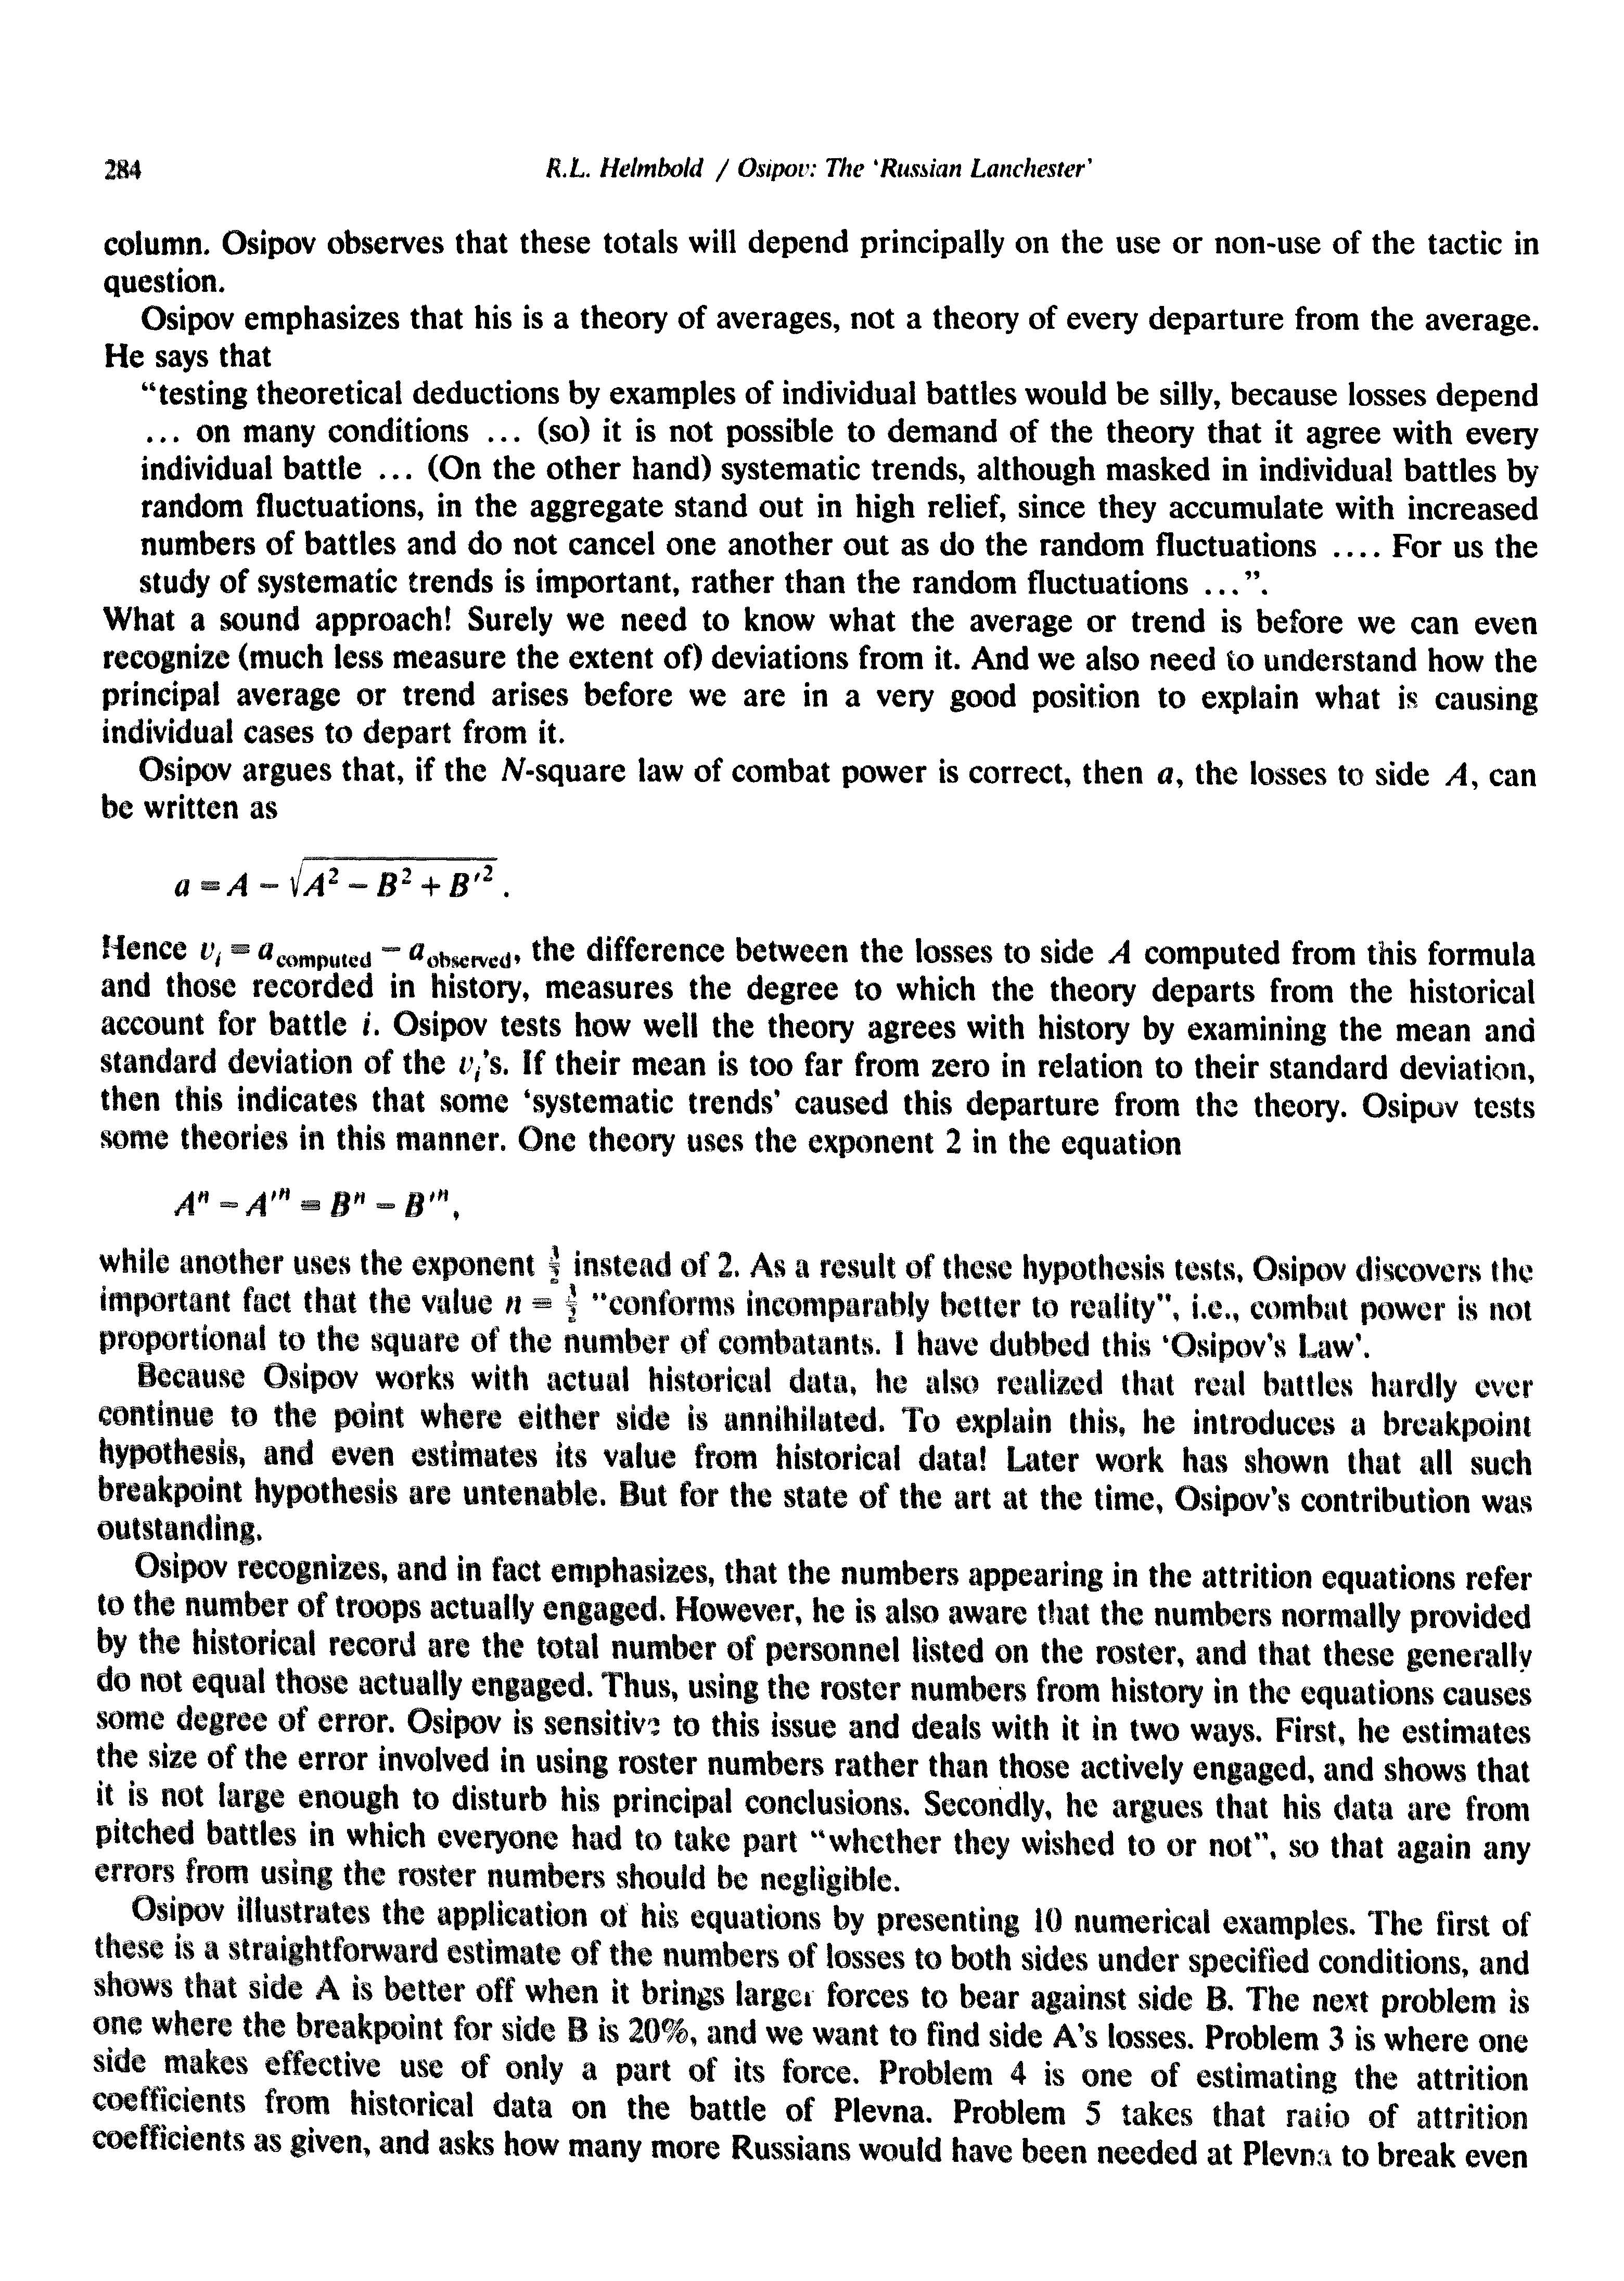 284 R.L. Helmbold / Osipov: The 'Russian Lanchester'
column. Osipov observes that these totals will depend principally on the use or non-use of the tactic in
question.
Osipov emphasizes that his is a theory of averages, not a theory of every departure from the average.
He says that
"testing theoretical deductions by examples of individual battles would be silly, because losses depend
... on many conditions ... (so) it is not possible to demand of the theory that it agree with every
individual battle ... (On the other hand) systematic trends, although masked in individual battles by
random fluctuations, in the aggregate stand out in high relief, since they accumulate with increased
numbers of battles and do not cancel one another out as do the random fluctuations .... For us the
study of systematic trends is important, rather than the random fluctuations ...".
What a sound approach! Surely we need to know what the average or trend is before we can even
recognize (much less measure the extent of) deviations from it. And we also need to understand how the
principal average or trend arises before we are in a very good position to explain what is causing
individual cases to depart from it.
Osipov argues that, if the N-square law of combat power is correct, then a, the losses to side A, can
be written as
a = A − √A² − B² + B′².
Hence vᵢ = a_computed − a_observed, the difference between the losses to side A computed from this formula
and those recorded in history, measures the degree to which the theory departs from the historical
account for battle i. Osipov tests how well the theory agrees with history by examining the mean and
standard deviation of the vᵢ's. If their mean is too far from zero in relation to their standard deviation,
then this indicates that some 'systematic trends' caused this departure from the theory. Osipov tests
some theories in this manner. One theory uses the exponent 2 in the equation
Aⁿ − A′ⁿ = Bⁿ − B′ⁿ,
while another uses the exponent instead of 2. As a result of these hypothesis tests, Osipov discovers the
important fact that the value n = "conforms incomparably better to reality", i.e., combat power is not
proportional to the square of the number of combatants. I have dubbed this 'Osipov's Law'.
Because Osipov works with actual historical data, he also realized that real battles hardly ever
continue to the point where either side is annihilated. To explain this, he introduces a breakpoint
hypothesis, and even estimates its value from historical data! Later work has shown that all such
breakpoint hypothesis are untenable. But for the state of the art at the time, Osipov's contribution was
outstanding.
Osipov recognizes, and in fact emphasizes, that the numbers appearing in the attrition equations refer
to the number of troops actually engaged. However, he is also aware that the numbers normally provided
by the historical record are the total number of personnel listed on the roster, and that these generally
do not equal those actually engaged. Thus, using the roster numbers from history in the equations causes
some degree of error. Osipov is sensitive to this issue and deals with it in two ways. First, he estimates
the size of the error involved in using roster numbers rather than those actively engaged, and shows that
it is not large enough to disturb his principal conclusions. Secondly, he argues that his data are from
pitched battles in which everyone had to take part "whether they wished to or not", so that again any
errors from using the roster numbers should be negligible.
Osipov illustrates the application of his equations by presenting 10 numerical examples. The first of
these is a straightforward estimate of the numbers of losses to both sides under specified conditions, and
shows that side A is better off when it brings larger forces to bear against side B. The next problem is
one where the breakpoint for side B is 20%, and we want to find side A's losses. Problem 3 is where one
side makes effective use of only a part of its force. Problem 4 is one of estimating the attrition
coefficients from historical data on the battle of Plevna. Problem 5 takes that ratio of attrition
coefficients as given, and asks how many more Russians would have been needed at Plevna to break even